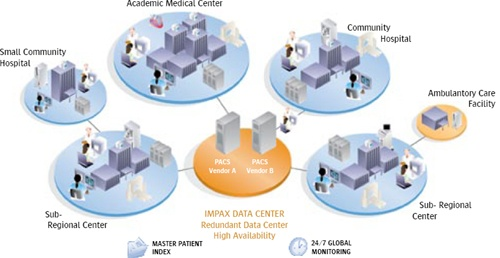 Academic Medical Center
Community
Hospital
Small Community
Hospital
Ambulantory Care
Facility
PACS
Vendor A
PACS
Vendor B
Sub-
Regional Center
IMPAX DATA CENTER
Redundant Data Center
High Availability
Sub- Regional
Center
MASTER PATIENT
INDEX
24/7 GLOBAL
MONITORING